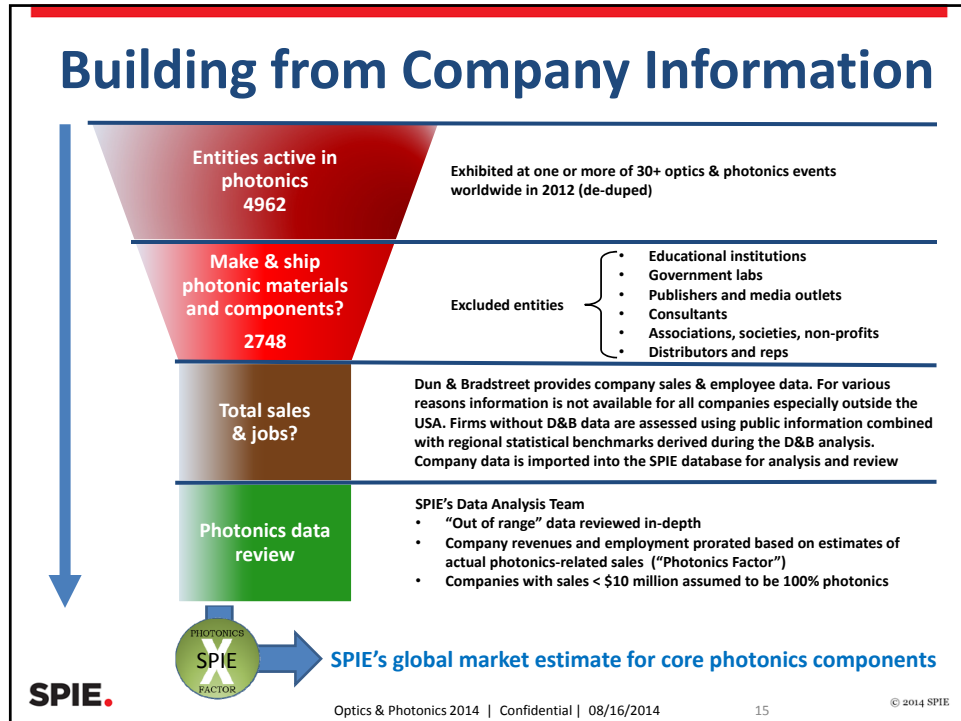 Building from Company Information
Entities active in
photonics
4962
Exhibited at one or more of 30+ optics & photonics events
worldwide in 2012 (de-duped)
Make & ship
photonic materials
and components?
2748
Excluded entities
• Educational institutions
• Government labs
• Publishers and media outlets
• Consultants
• Associations, societies, non-profits
• Distributors and reps
Total sales
& jobs?
Dun & Bradstreet provides company sales & employee data. For various
reasons information is not available for all companies especially outside the
USA. Firms without D&B data are assessed using public information combined
with regional statistical benchmarks derived during the D&B analysis.
Company data is imported into the SPIE database for analysis and review
Photonics data
review
SPIE’s Data Analysis Team
• “Out of range” data reviewed in-depth
• Company revenues and employment prorated based on estimates of
actual photonics-related sales (“Photonics Factor”)
• Companies with sales < $10 million assumed to be 100% photonics
PHOTONICS
X
SPIE
FACTOR
SPIE’s global market estimate for core photonics components
SPIE.
Optics & Photonics 2014 | Confidential | 08/16/2014
15
© 2014 SPIE